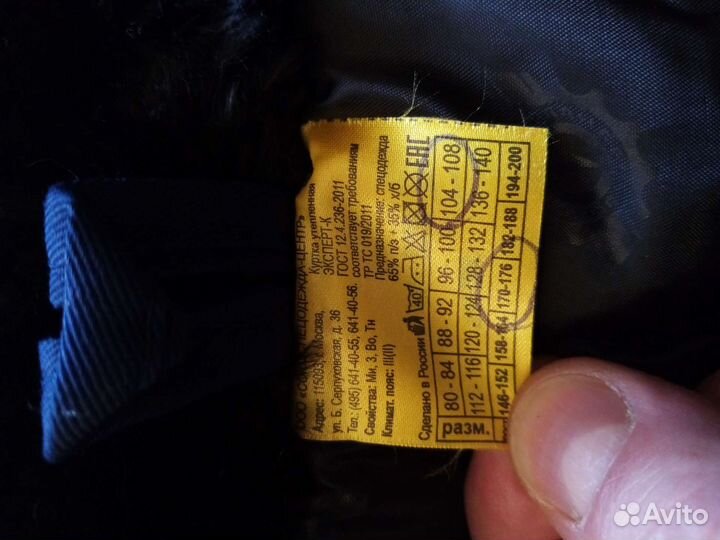 Куртка утепленная
ЭКСПЕРТ-К
ГОСТ 12.4.236-2011
соответствует требованиям
ТР ТС 019/2011
Предназначение: спецодежда
65% п/э + 35% х/б
ООО
Адрес: 115093, г. Москва,
ул. Б. Серпуховская, д. 36
Тел.: (495) 641-40-55, 641-40-56.
Свойства: Ми, З, Во, Тн
Климат. пояс: III(II)
Сделано в России 40 EAC
разм. 80 - 84 88 - 92 96 - 100 104 - 108
112 - 116 120 - 124 128 - 132 136 - 140
146-152 158-164 170-176 182-188 194-200
Avito